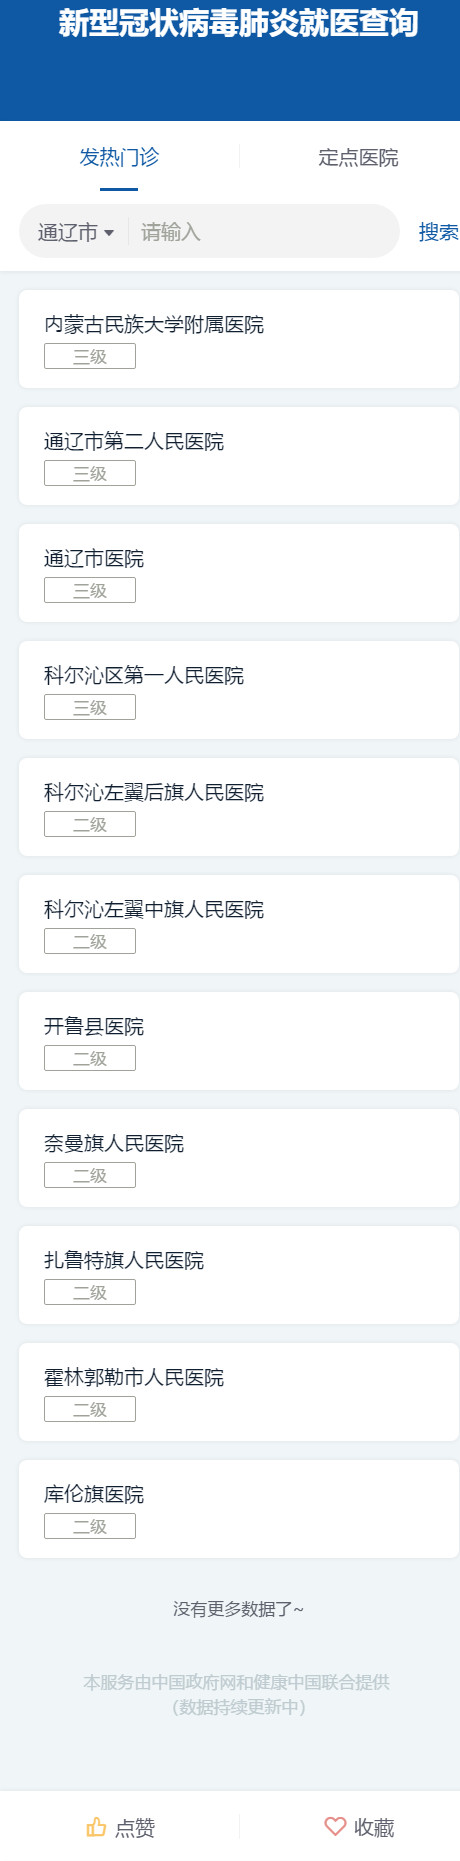 新型冠状病毒肺炎就医查询
发热门诊 定点医院
通辽市 请输入 搜索
内蒙古民族大学附属医院
三级
通辽市第二人民医院
三级
通辽市医院
三级
科尔沁区第一人民医院
三级
科尔沁左翼后旗人民医院
二级
科尔沁左翼中旗人民医院
二级
开鲁县医院
二级
奈曼旗人民医院
二级
扎鲁特旗人民医院
二级
霍林郭勒市人民医院
二级
库伦旗医院
二级
没有更多数据了~
本服务由中国政府网和健康中国联合提供
（数据持续更新中）
点赞 收藏